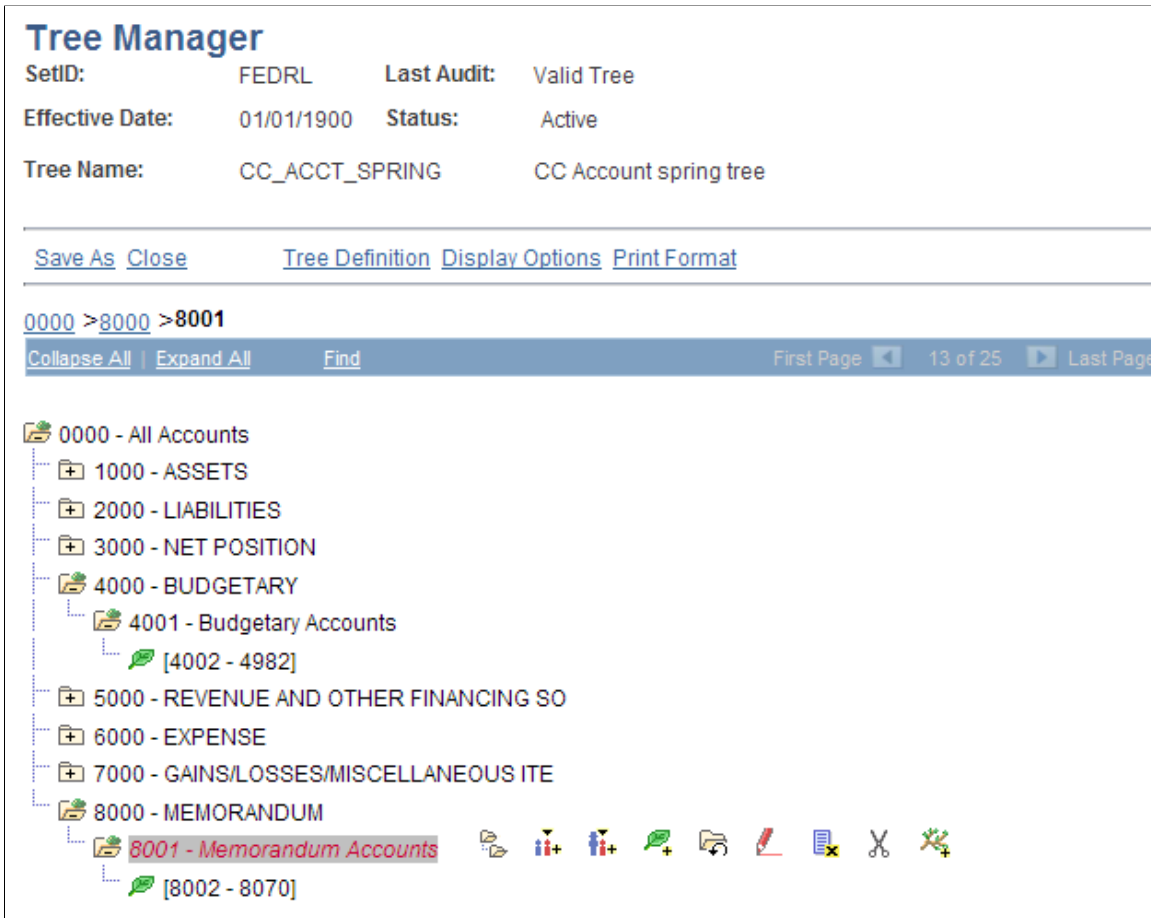 Tree Manager
SetID: FEDRL Last Audit: Valid Tree
Effective Date: 01/01/1900 Status: Active
Tree Name: CC_ACCT_SPRING CC Account spring tree
Save As Close Tree Definition Display Options Print Format
0000 >8000 >8001
Collapse All | Expand All Find First Page 13 of 25 Last Page
0000 - All Accounts
1000 - ASSETS
2000 - LIABILITIES
3000 - NET POSITION
4000 - BUDGETARY
4001 - Budgetary Accounts
[4002 - 4982]
5000 - REVENUE AND OTHER FINANCING SO
6000 - EXPENSE
7000 - GAINS/LOSSES/MISCELLANEOUS ITE
8000 - MEMORANDUM
8001 - Memorandum Accounts
[8002 - 8070]